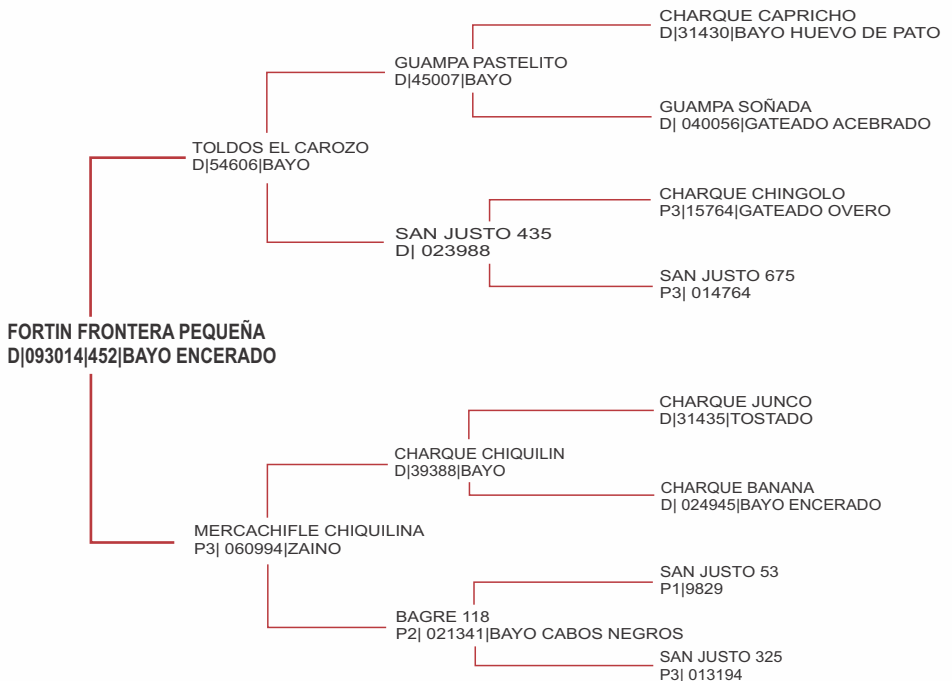 CHARQUE CAPRICHO
D|31430|BAYO HUEVO DE PATO
GUAMPA PASTELITO
D|45007|BAYO
GUAMPA SOÑADA
D| 040056|GATEADO ACEBRADO
TOLDOS EL CAROZO
D|54606|BAYO
CHARQUE CHINGOLO
P3|15764|GATEADO OVERO
SAN JUSTO 435
D| 023988
SAN JUSTO 675
P3| 014764
FORTIN FRONTERA PEQUEÑA
D|093014|452|BAYO ENCERADO
CHARQUE JUNCO
D|31435|TOSTADO
CHARQUE CHIQUILIN
D|39388|BAYO
CHARQUE BANANA
D| 024945|BAYO ENCERADO
MERCACHIFLE CHIQUILINA
P3| 060994|ZAINO
SAN JUSTO 53
P1|9829
BAGRE 118
P2| 021341|BAYO CABOS NEGROS
SAN JUSTO 325
P3| 013194